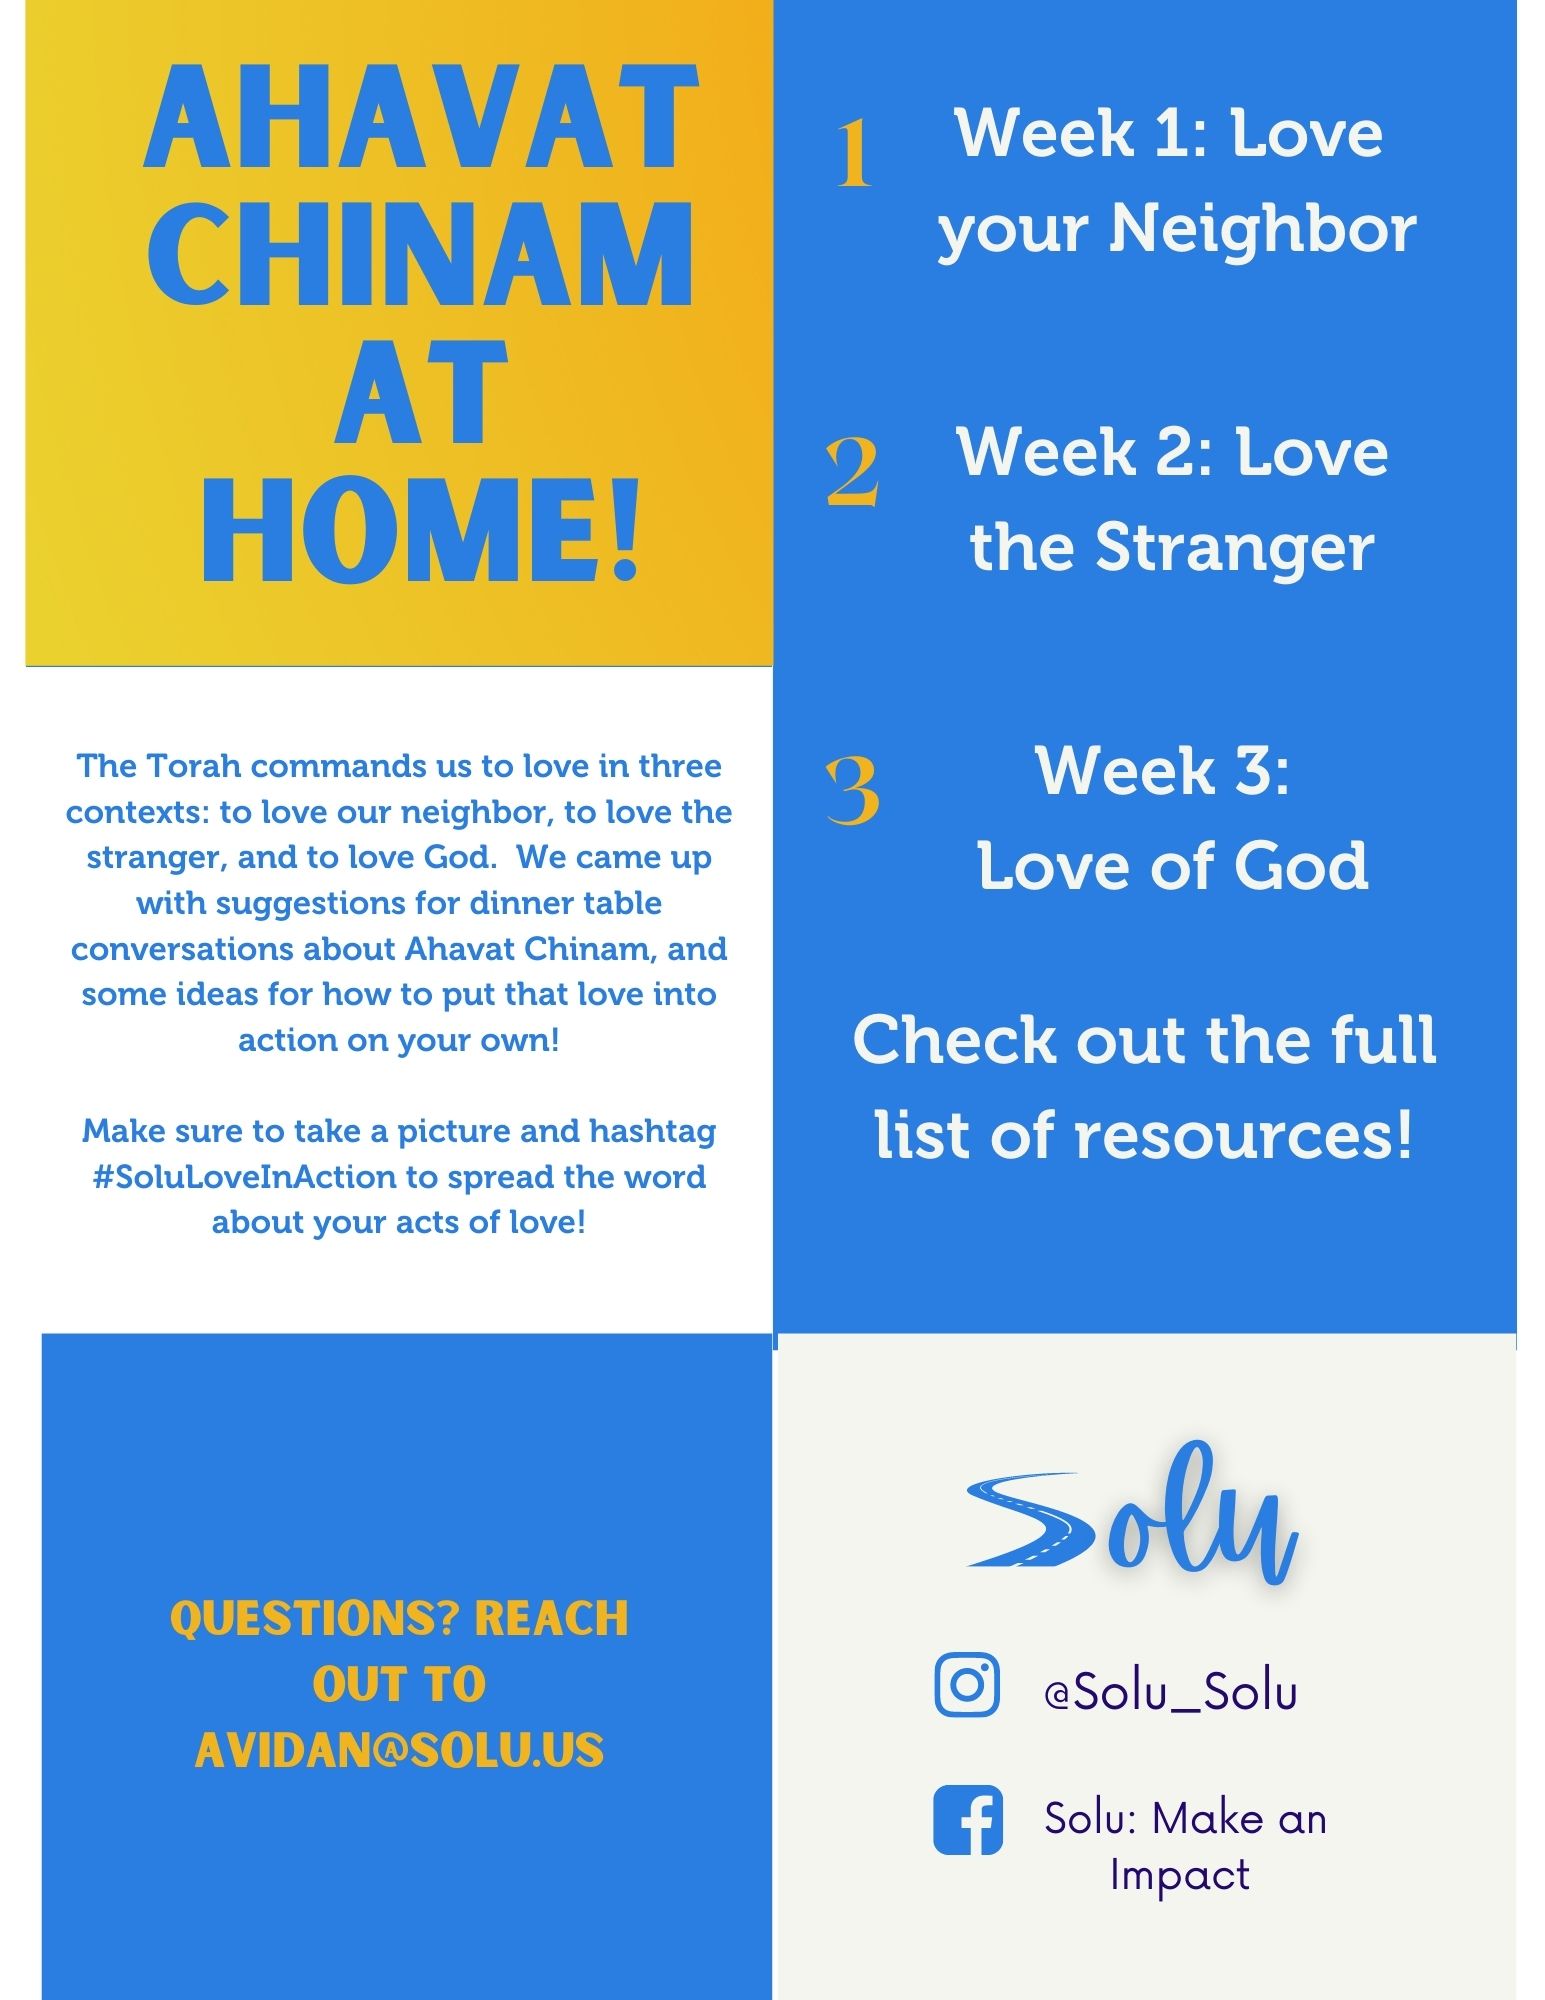 AHAVAT
CHINAM
AT
HOME!
The Torah commands us to love in three
contexts: to love our neighbor, to love the
stranger, and to love God.  We came up
with suggestions for dinner table
conversations about Ahavat Chinam, and
some ideas for how to put that love into
action on your own!
Make sure to take a picture and hashtag
#SoluLoveInAction to spread the word
about your acts of love!
1
Week 1: Love
your Neighbor
2
Week 2: Love
the Stranger
3
Week 3:
Love of God
Check out the full
list of resources!
QUESTIONS? REACH
OUT TO
AVIDAN@SOLU.US
Solu
@Solu_Solu
Solu: Make an
Impact